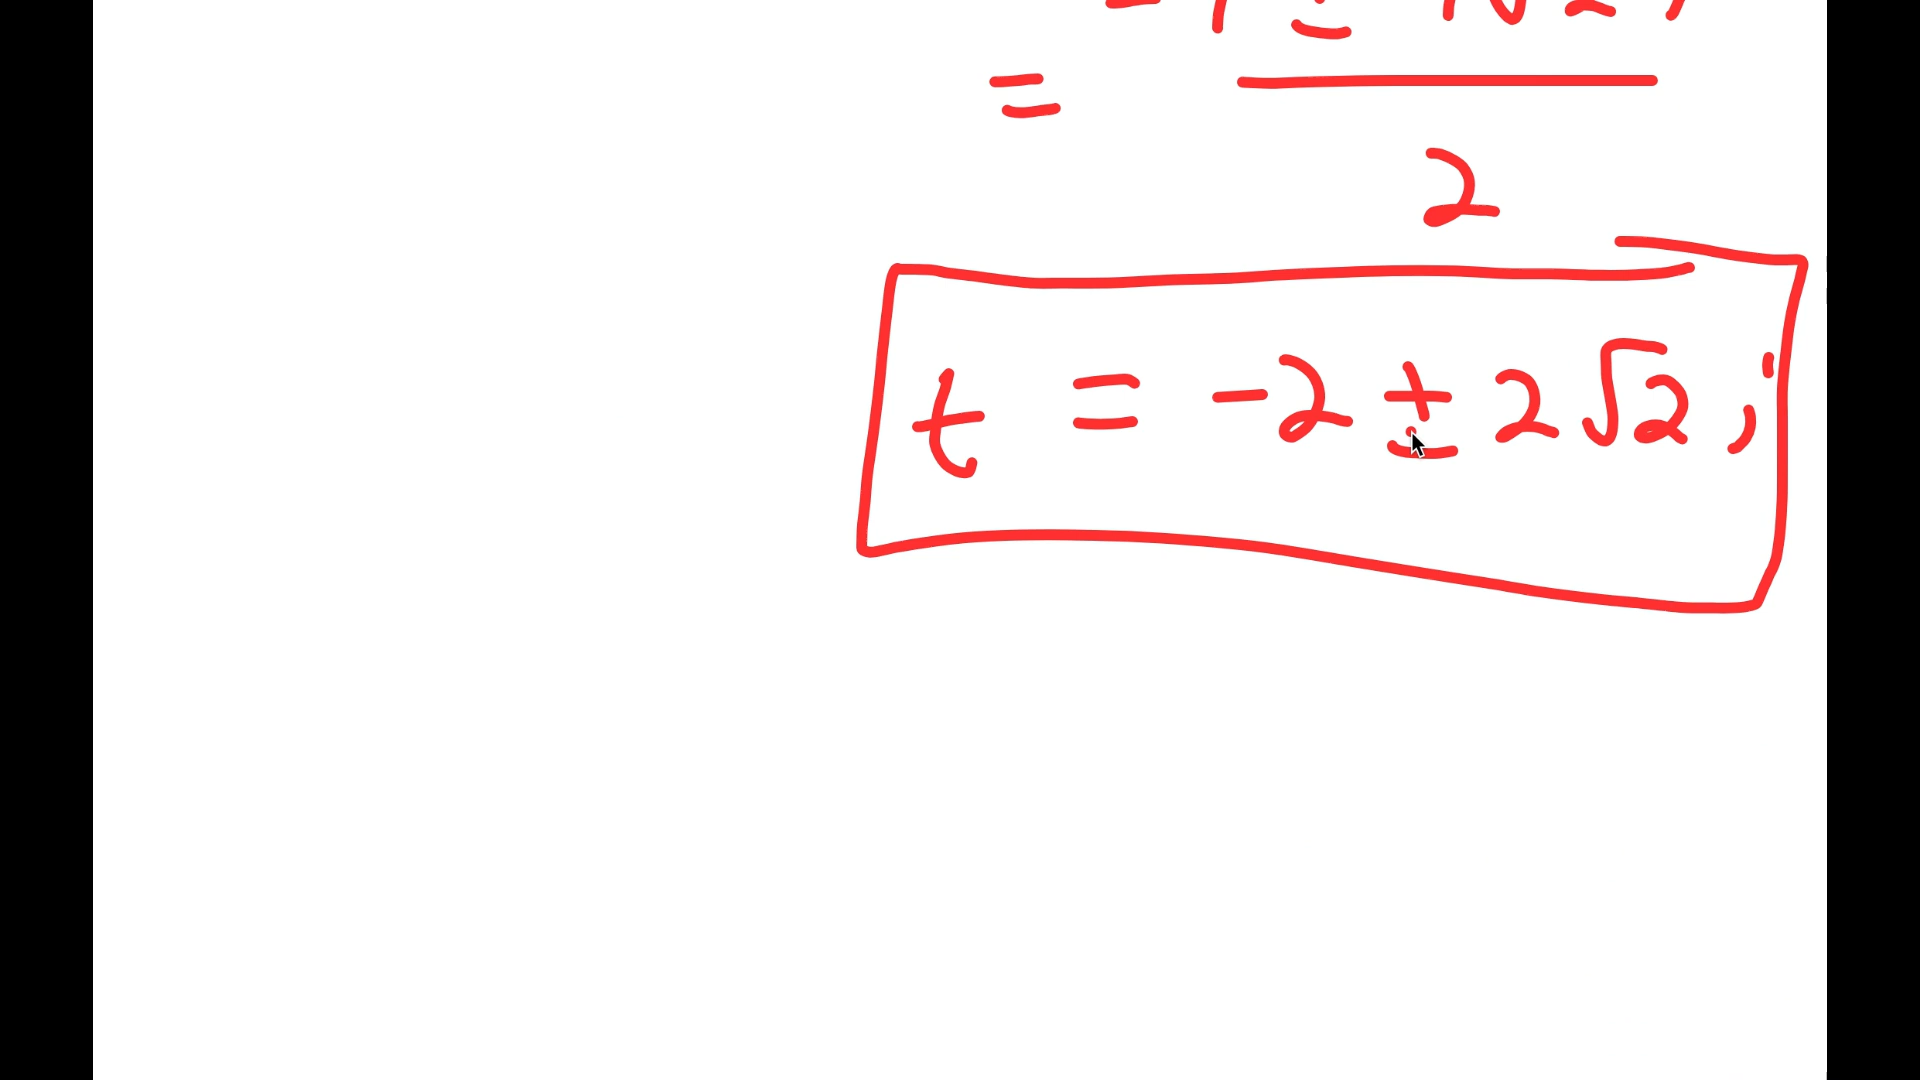 =
2
t = -2 ± 2√2 i